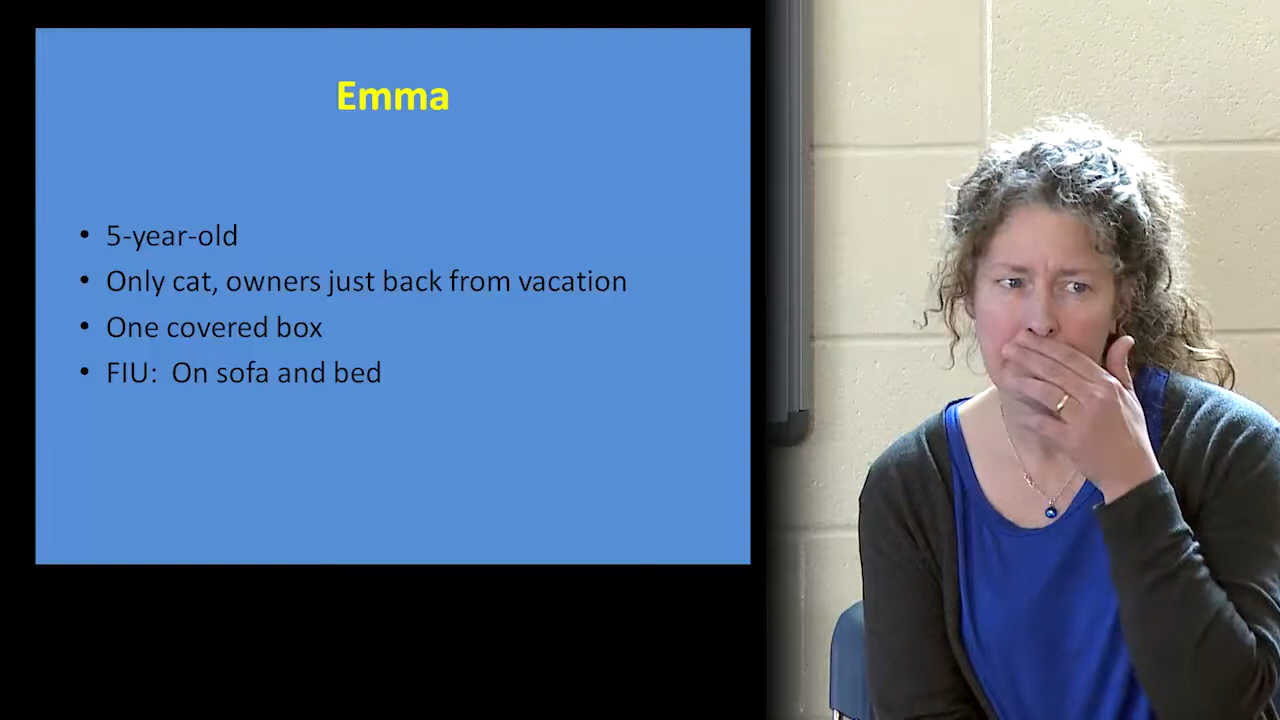 Emma
• 5-year-old
• Only cat, owners just back from vacation
• One covered box
• FIU: On sofa and bed